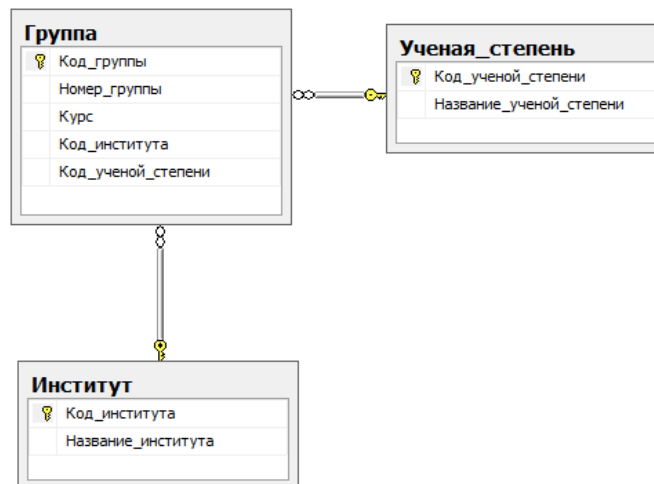 Группа
Код_группы
Номер_группы
Курс
Код_института
Код_ученой_степени
Ученая_степень
Код_ученой_степени
Название_ученой_степени
Институт
Код_института
Название_института